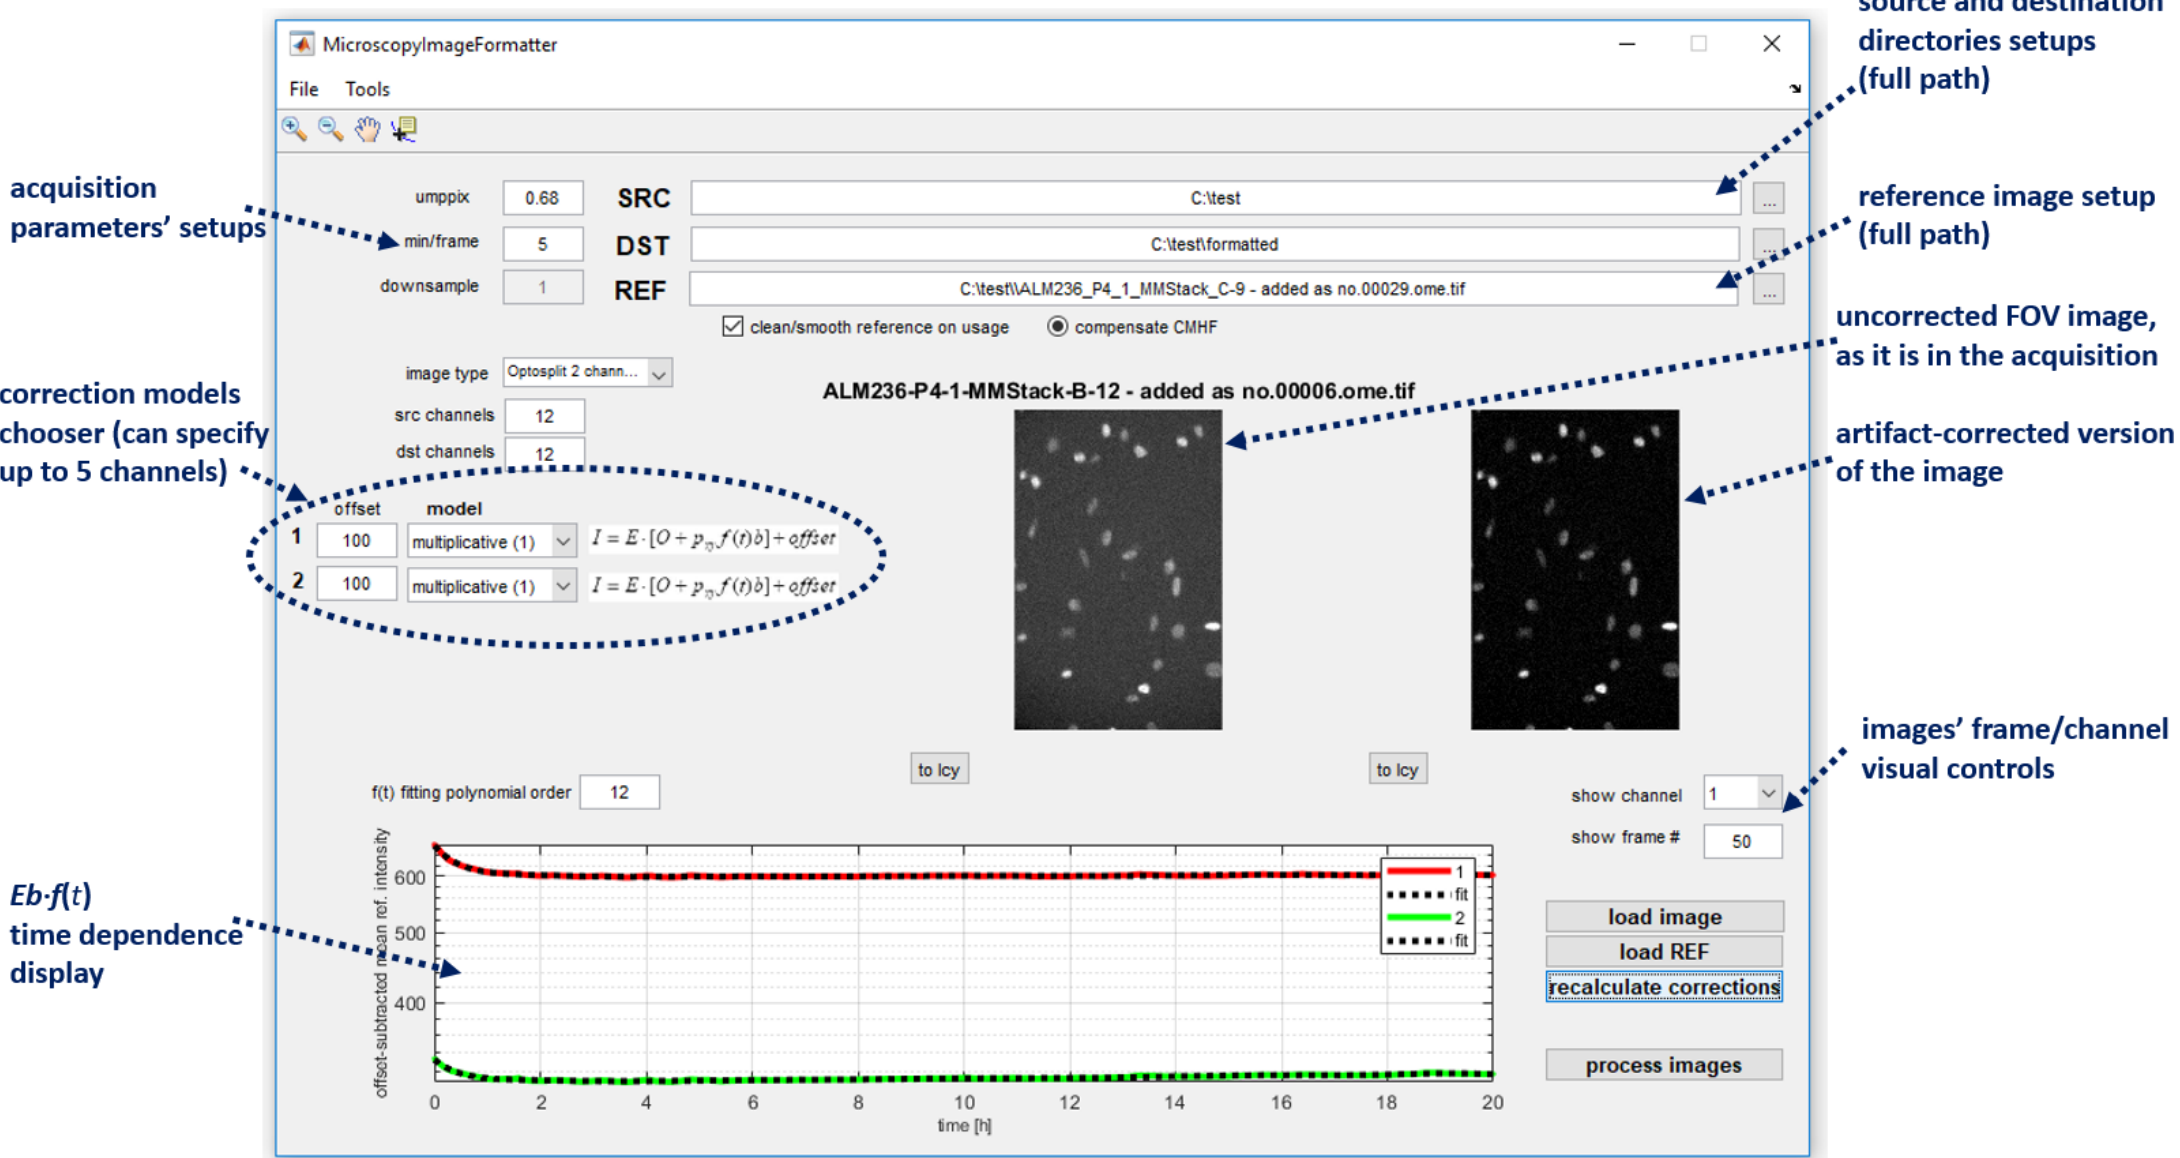 source and destination
directories setups
(full path)
MicroscopyImageFormatter
File Tools
acquisition
parameters’ setups
umppix 0.68 SRC C:\test ...
min/frame 5 DST C:\test\formatted ...
downsample 1 REF C:\test\\ALM236_P4_1_MMStack_C-9 - added as no.00029.ome.tif ...
reference image setup
(full path)
clean/smooth reference on usage compensate CMHF
uncorrected FOV image,
as it is in the acquisition
image type Optosplit 2 chann...
ALM236-P4-1-MMStack-B-12 - added as no.00006.ome.tif
src channels 12
dst channels 12
correction models
chooser (can specify
up to 5 channels)
artifact-corrected version
of the image
offset model
1 100 multiplicative (1) I = E·[O + p f(t)b] + offset
2 100 multiplicative (1) I = E·[O + p f(t)b] + offset
to Icy to Icy
images’ frame/channel
visual controls
f(t) fitting polynomial order 12
show channel 1
show frame # 50
Eb·f(t)
time dependence
display
offset-subtracted mean ref. intensity
600
500
400
1
fit
2
fit
0 2 4 6 8 10 12 14 16 18 20
time [h]
load image
load REF
recalculate corrections
process images